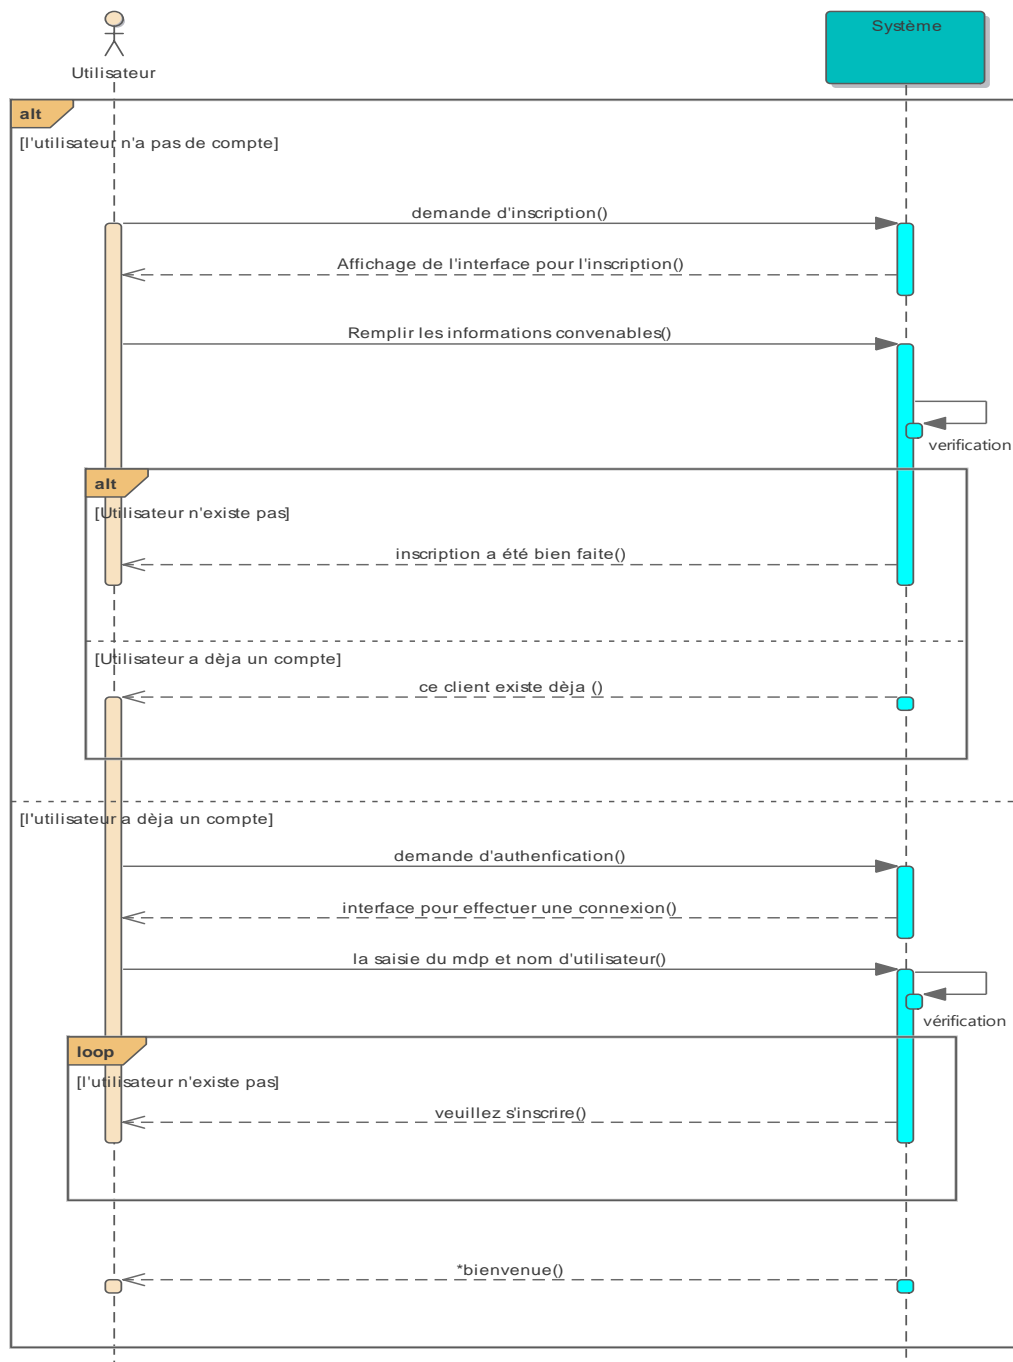 Système
Utilisateur
alt
[l'utilisateur n'a pas de compte]
demande d'inscription()
Affichage de l'interface pour l'inscription()
Remplir les informations convenables()
verification
alt
[Utilisateur n'existe pas]
inscription a été bien faite()
[Utilisateur a dèja un compte]
ce client existe dèja ()
[l'utilisateur a dèja un compte]
demande d'authenfication()
interface pour effectuer une connexion()
la saisie du mdp et nom d'utilisateur()
vérification
loop
[l'utilisateur n'existe pas]
veuillez s'inscrire()
*bienvenue()